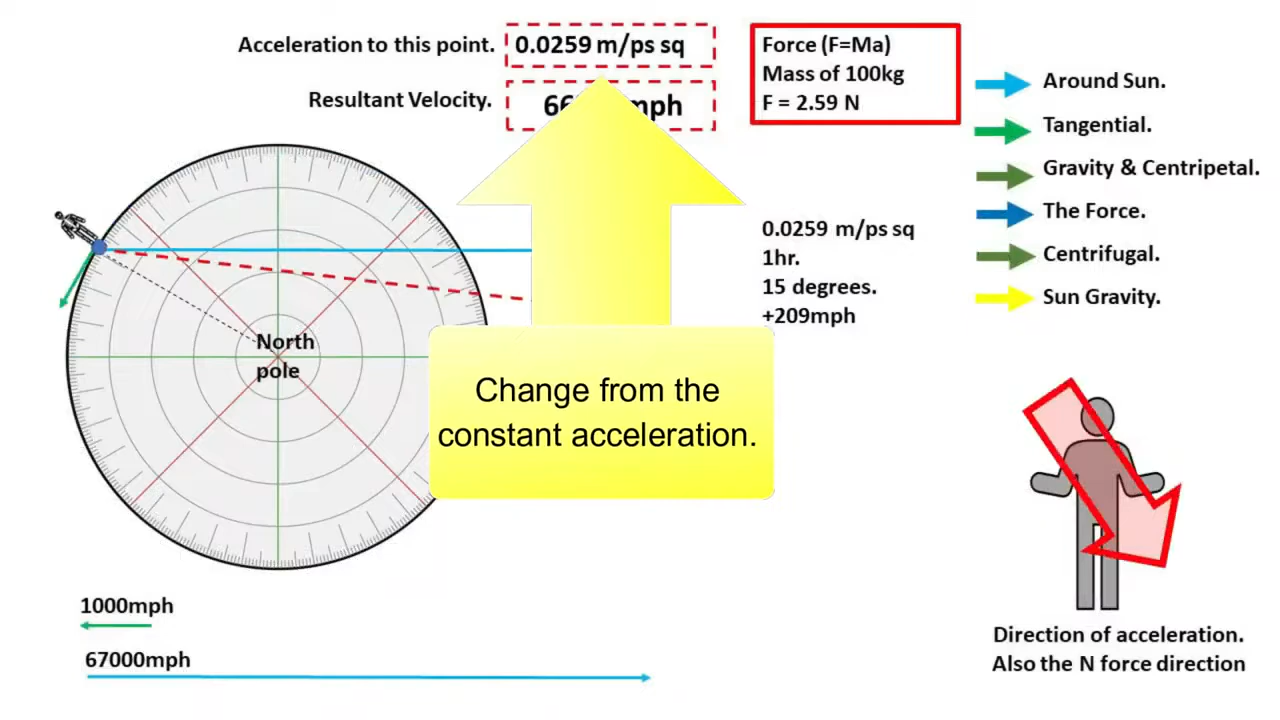 Acceleration to this point. 0.0259 m/ps sq
Resultant Velocity. 66 mph
Force (F=Ma)
Mass of 100kg
F = 2.59 N
Around Sun.
Tangential.
Gravity & Centripetal.
The Force.
Centrifugal.
Sun Gravity.
0.0259 m/ps sq
1hr.
15 degrees.
+209mph
North
pole
Change from the
constant acceleration.
1000mph
67000mph
Direction of acceleration.
Also the N force direction